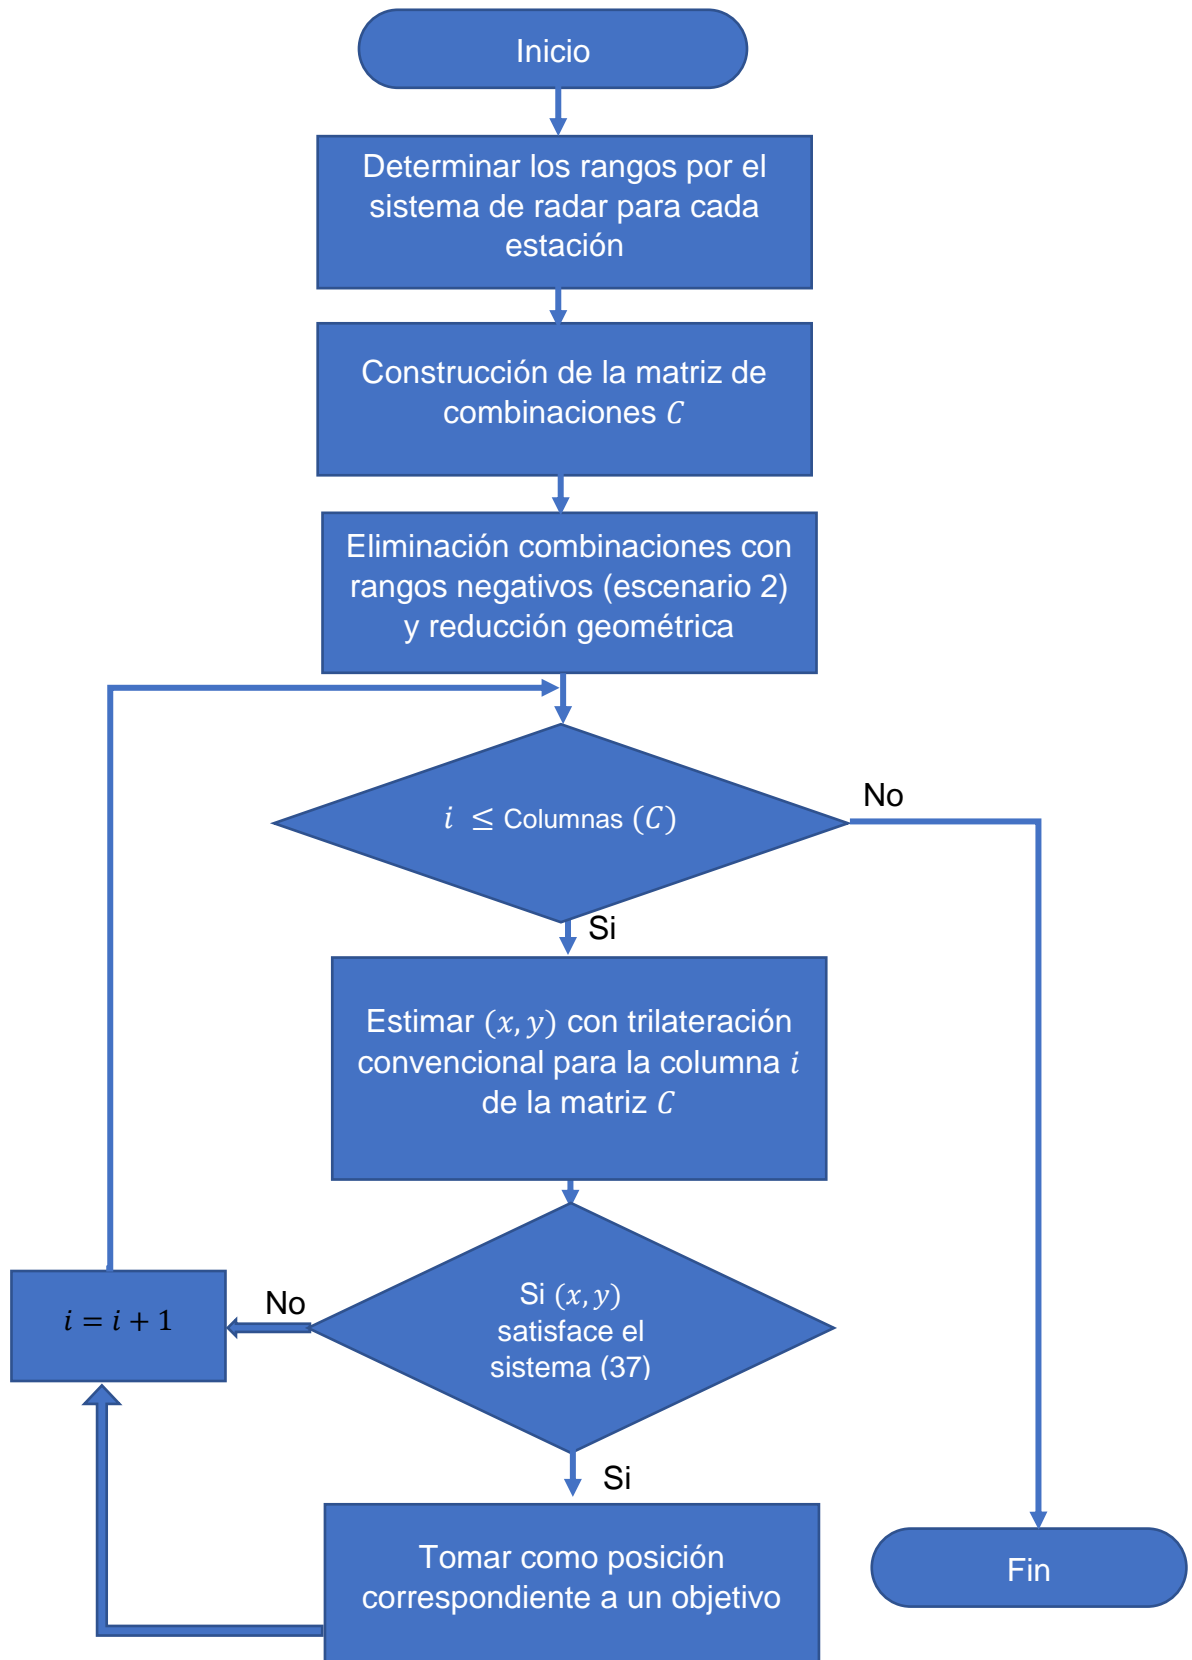 Inicio
Determinar los rangos por el
sistema de radar para cada
estación
Construcción de la matriz de
combinaciones C
Eliminación combinaciones con
rangos negativos (escenario 2)
y reducción geométrica
i ≤ Columnas (C)
No
Si
Estimar (x, y) con trilateración
convencional para la columna i
de la matriz C
Si (x, y)
satisface el
sistema (37)
No
i = i + 1
Si
Tomar como posición
correspondiente a un objetivo
Fin